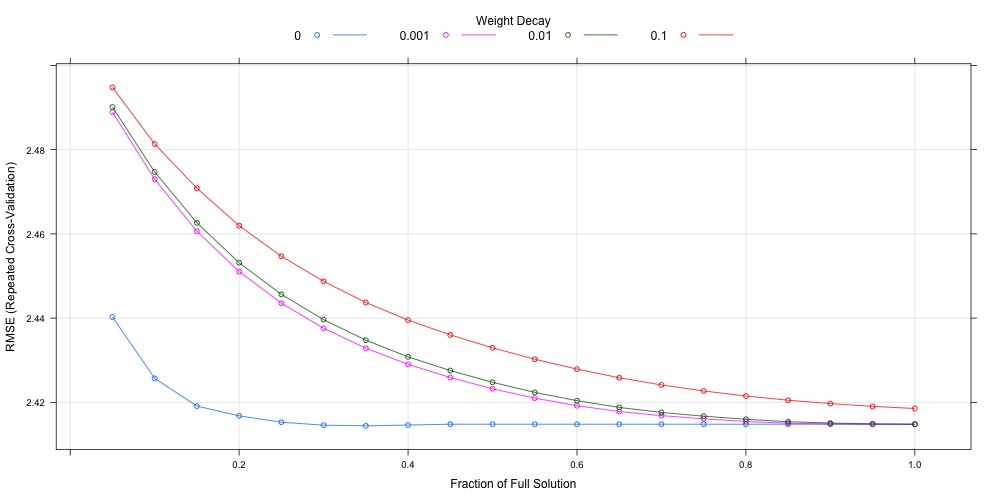 Weight Decay
0 0.001 0.01 0.1
RMSE (Repeated Cross-Validation)
2.48
2.46
2.44
2.42
0.2 0.4 0.6 0.8 1.0
Fraction of Full Solution